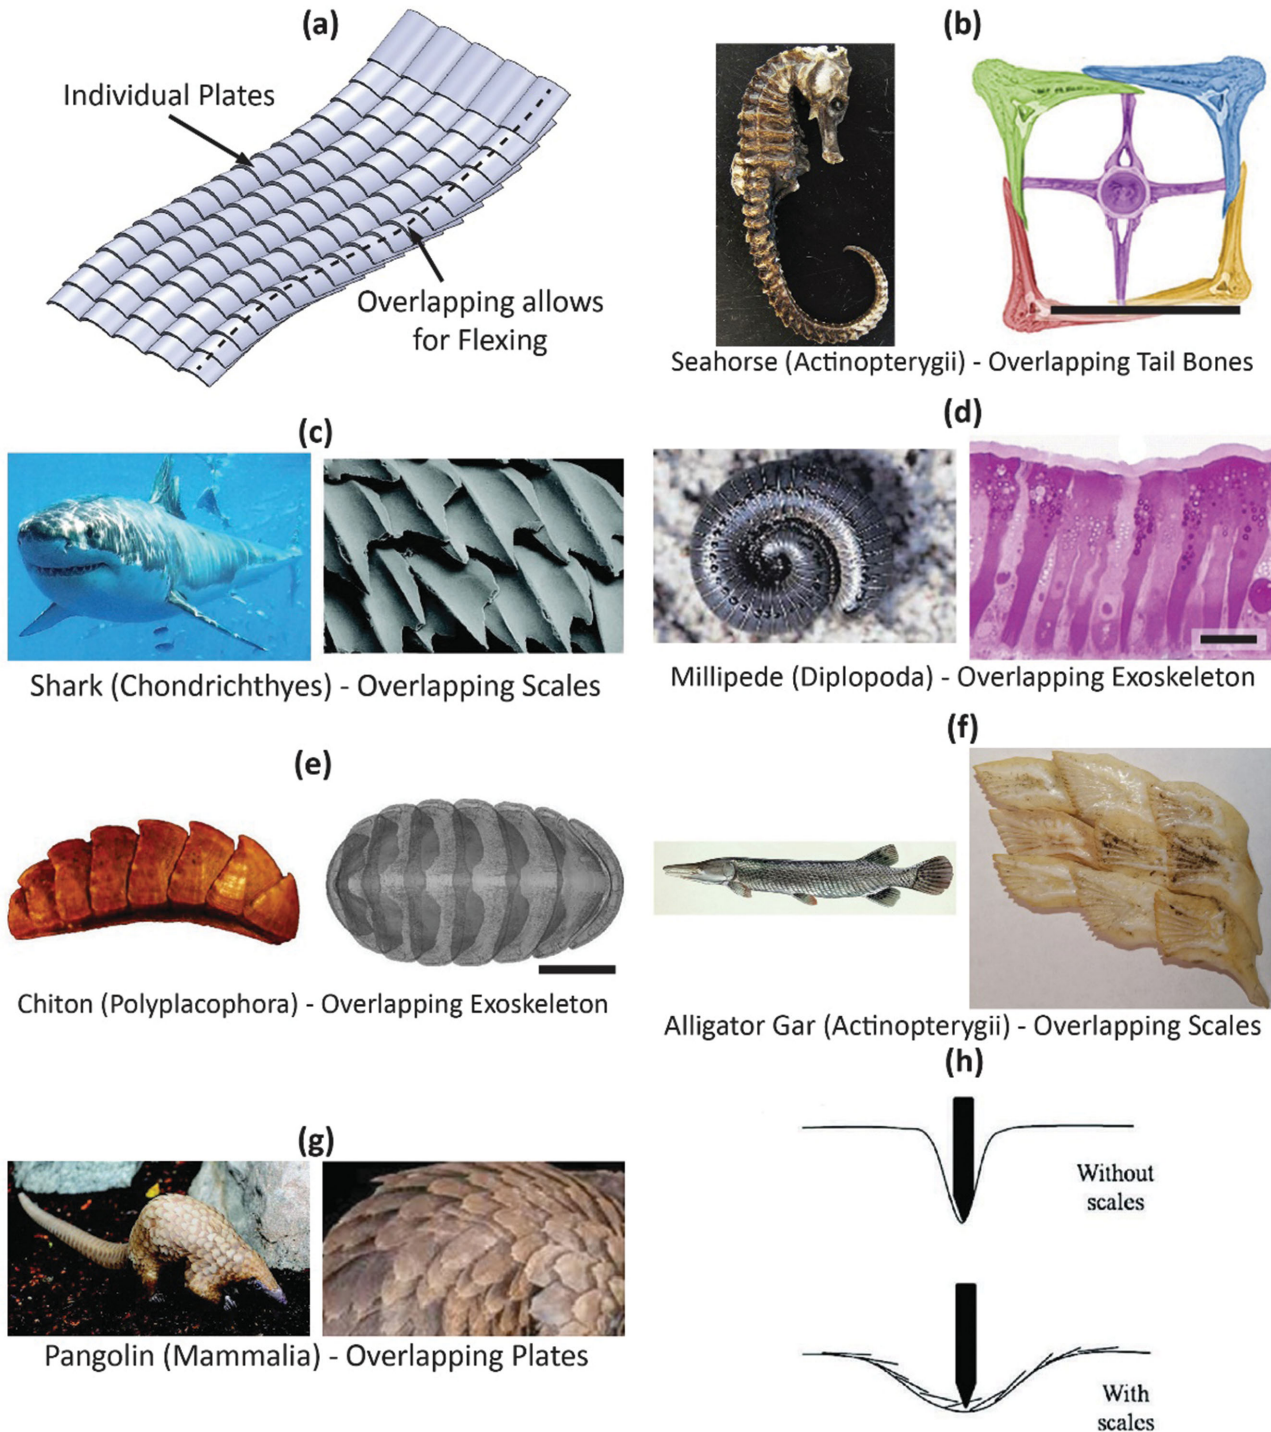 (a)
Individual Plates
Overlapping allows
for Flexing
(b)
Seahorse (Actinopterygii) - Overlapping Tail Bones
(c)
Shark (Chondrichthyes) - Overlapping Scales
(d)
Millipede (Diplopoda) - Overlapping Exoskeleton
(e)
Chiton (Polyplacophora) - Overlapping Exoskeleton
(f)
Alligator Gar (Actinopterygii) - Overlapping Scales
(g)
Pangolin (Mammalia) - Overlapping Plates
(h)
Without
scales
With
scales